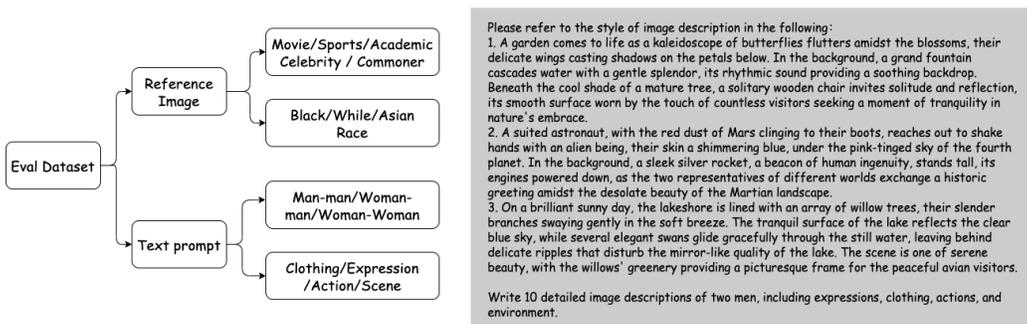 Eval Dataset
Reference
Image
Text prompt
Movie/Sports/Academic
Celebrity / Commoner
Black/While/Asian
Race
Man-man/Woman-
man/Woman-Woman
Clothing/Expression
/Action/Scene
Please refer to the style of image description in the following:
1. A garden comes to life as a kaleidoscope of butterflies flutters amidst the blossoms, their
delicate wings casting shadows on the petals below. In the background, a grand fountain
cascades water with a gentle splendor, its rhythmic sound providing a soothing backdrop.
Beneath the cool shade of a mature tree, a solitary wooden chair invites solitude and reflection,
its smooth surface worn by the touch of countless visitors seeking a moment of tranquility in
nature's embrace.
2. A suited astronaut, with the red dust of Mars clinging to their boots, reaches out to shake
hands with an alien being, their skin a shimmering blue, under the pink-tinged sky of the fourth
planet. In the background, a sleek silver rocket, a beacon of human ingenuity, stands tall, its
engines powered down, as the two representatives of different worlds exchange a historic
greeting amidst the desolate beauty of the Martian landscape.
3. On a brilliant sunny day, the lakeshore is lined with an array of willow trees, their slender
branches swaying gently in the soft breeze. The tranquil surface of the lake reflects the clear
blue sky, while several elegant swans glide gracefully through the still water, leaving behind
delicate ripples that disturb the mirror-like quality of the lake. The scene is one of serene
beauty, with the willows' greenery providing a picturesque frame for the peaceful avian visitors.
Write 10 detailed image descriptions of two men, including expressions, clothing, actions, and
environment.